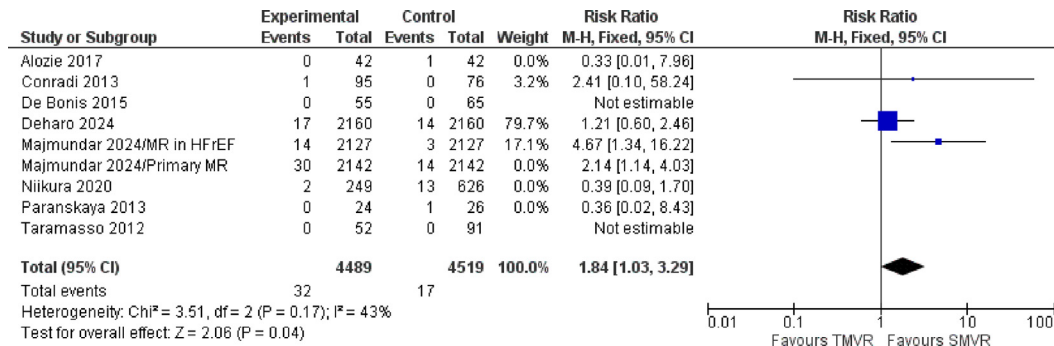 Experimental Control Risk Ratio Risk Ratio
Study or Subgroup Events Total Events Total Weight M-H, Fixed, 95% CI M-H, Fixed, 95% CI
Alozie 2017 0 42 1 42 0.0% 0.33 [0.01, 7.96]
Conradi 2013 1 95 0 76 3.2% 2.41 [0.10, 58.24]
De Bonis 2015 0 55 0 65 Not estimable
Deharo 2024 17 2160 14 2160 79.7% 1.21 [0.60, 2.46]
Majmundar 2024/MR in HFrEF 14 2127 3 2127 17.1% 4.67 [1.34, 16.22]
Majmundar 2024/Primary MR 30 2142 14 2142 0.0% 2.14 [1.14, 4.03]
Niikura 2020 2 249 13 626 0.0% 0.39 [0.09, 1.70]
Paranskaya 2013 0 24 1 26 0.0% 0.36 [0.02, 8.43]
Taramasso 2012 0 52 0 91 Not estimable
Total (95% CI) 4489 4519 100.0% 1.84 [1.03, 3.29]
Total events 32 17
Heterogeneity: Chi² = 3.51, df = 2 (P = 0.17); I² = 43%
Test for overall effect: Z = 2.06 (P = 0.04)
0.01 0.1 1 10 100
Favours TMVR Favours SMVR